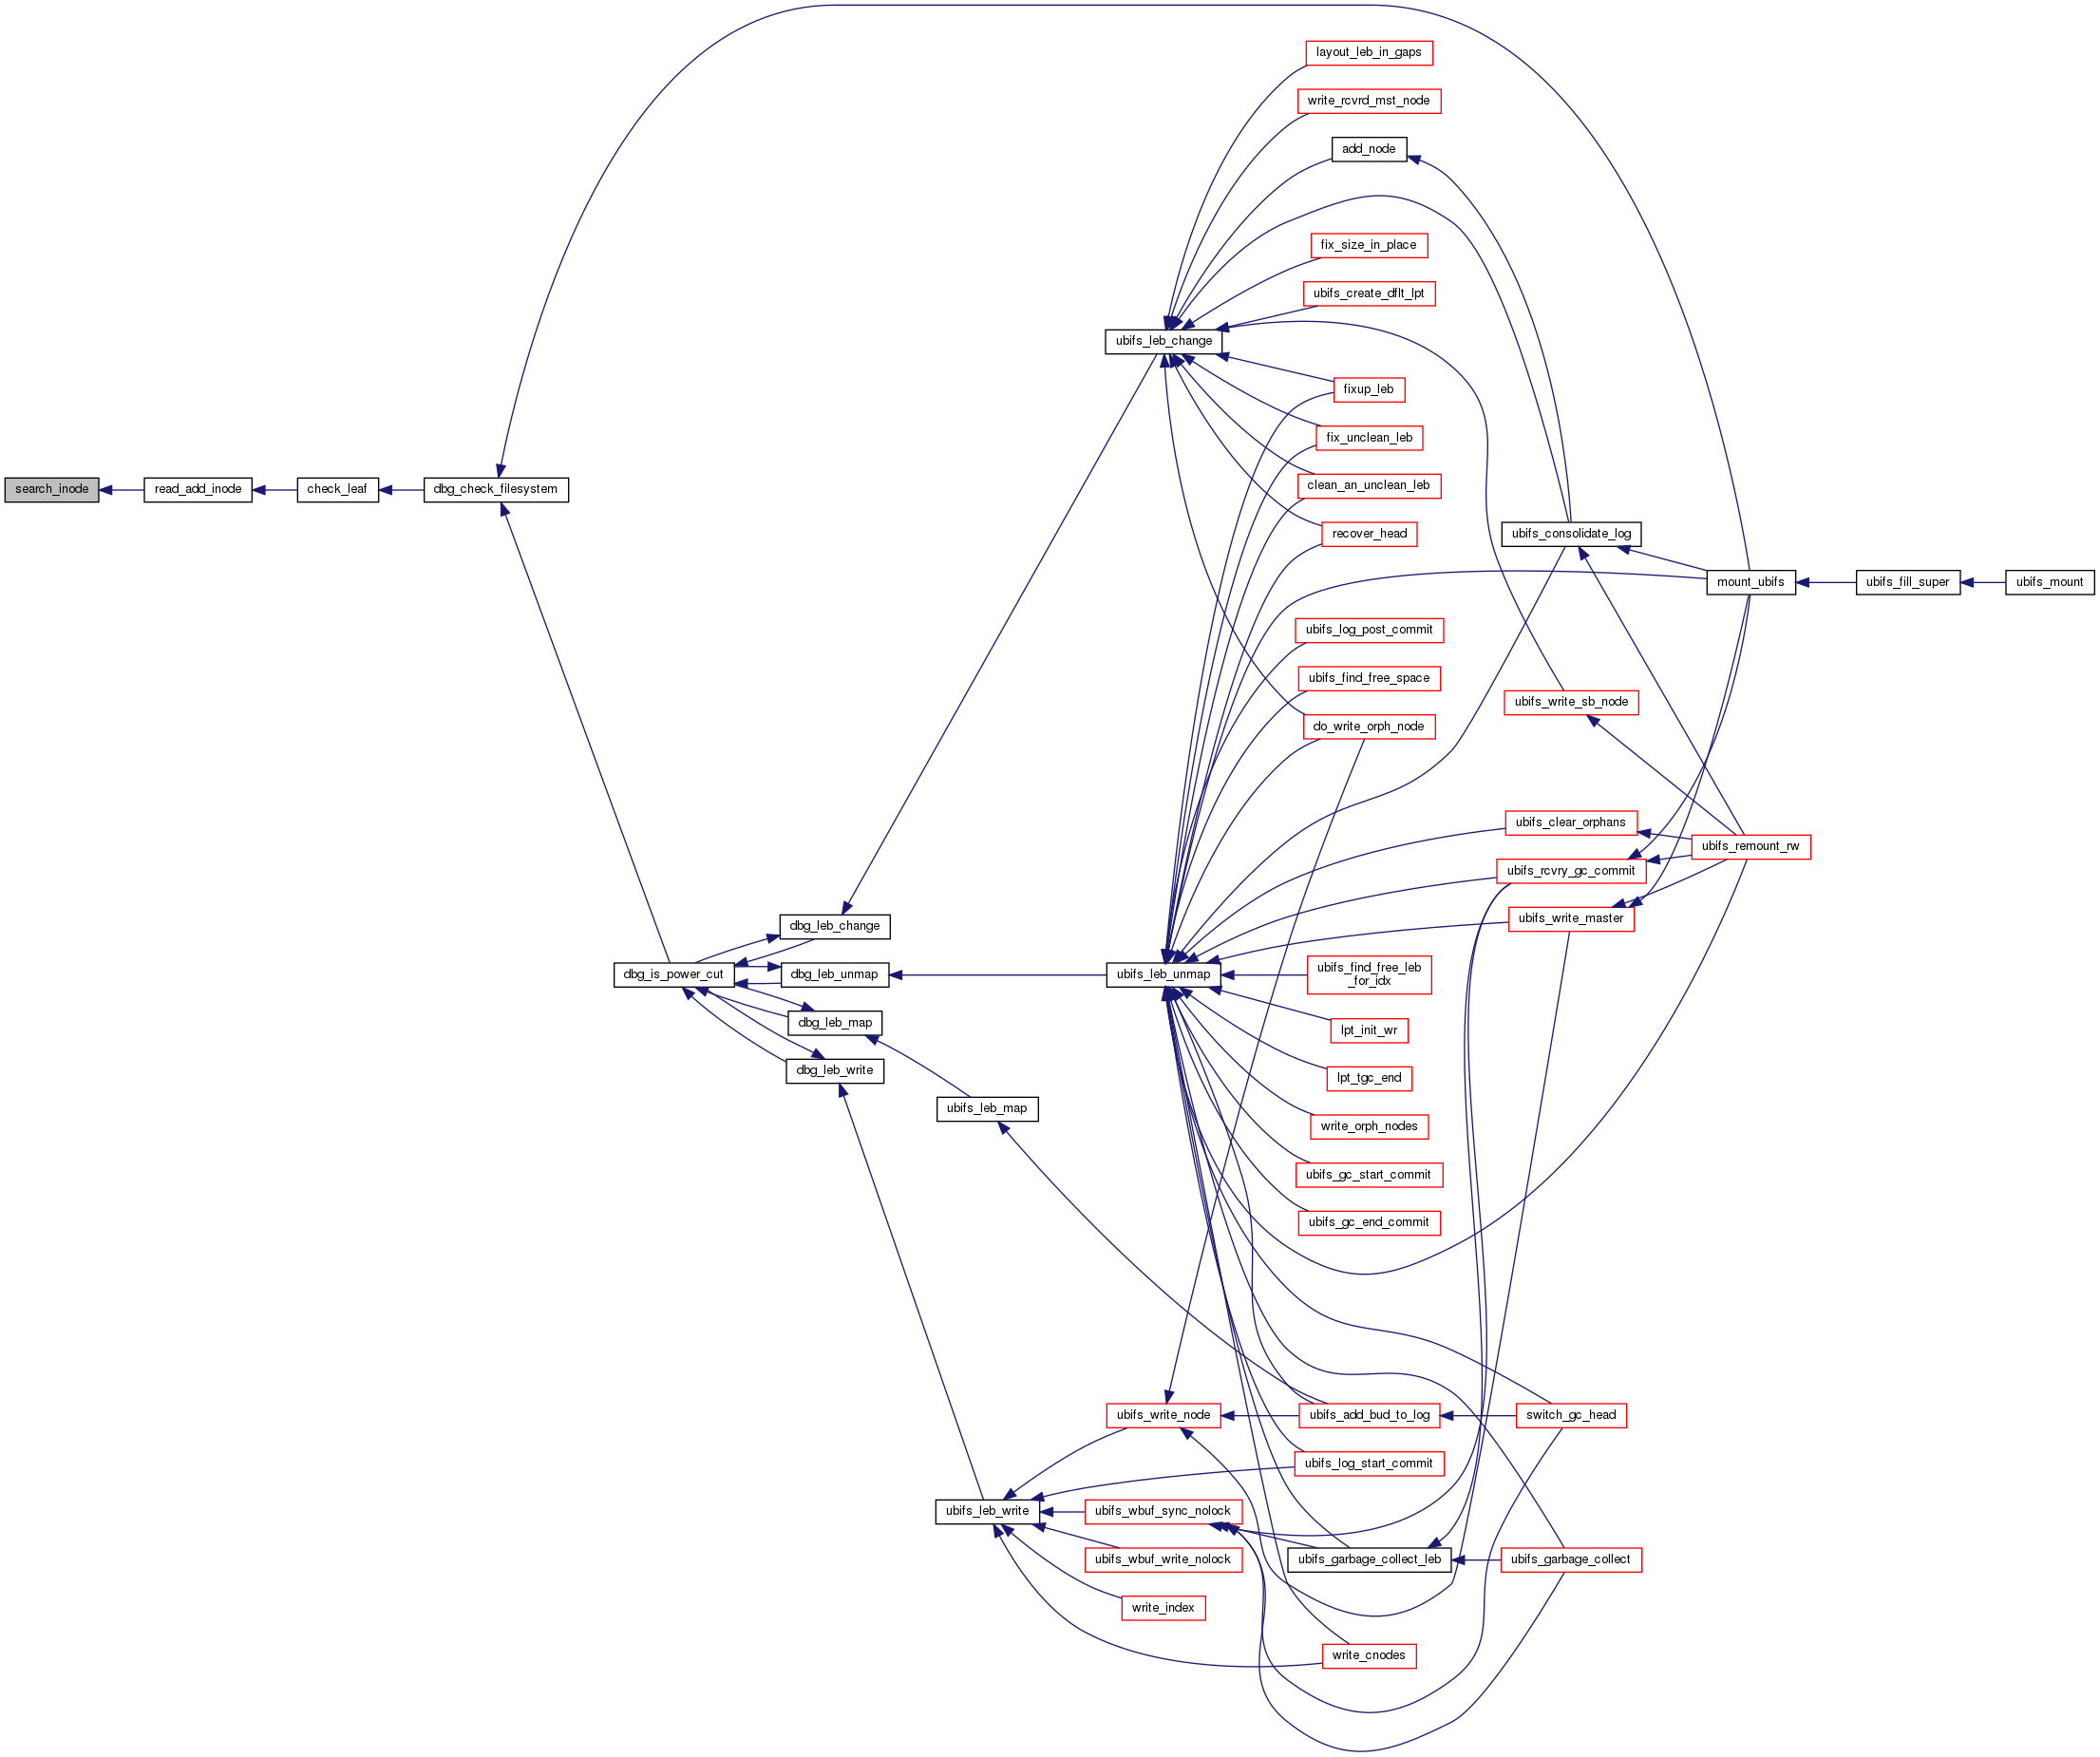 search_inode
read_add_inode
check_leaf
dbg_check_filesystem
dbg_is_power_cut
dbg_leb_change
dbg_leb_unmap
dbg_leb_map
dbg_leb_write
ubifs_leb_map
ubifs_leb_write
ubifs_leb_change
ubifs_leb_unmap
ubifs_write_node
ubifs_wbuf_sync_nolock
ubifs_wbuf_write_nolock
write_index
layout_leb_in_gaps
write_rcvrd_mst_node
add_node
fix_size_in_place
ubifs_create_dflt_lpt
fixup_leb
fix_unclean_leb
clean_an_unclean_leb
recover_head
ubifs_log_post_commit
ubifs_find_free_space
do_write_orph_node
ubifs_find_free_leb
_for_idx
lpt_init_wr
lpt_tgc_end
write_orph_nodes
ubifs_gc_start_commit
ubifs_gc_end_commit
ubifs_add_bud_to_log
ubifs_log_start_commit
ubifs_garbage_collect_leb
write_cnodes
ubifs_consolidate_log
ubifs_write_sb_node
ubifs_clear_orphans
ubifs_rcvry_gc_commit
ubifs_write_master
switch_gc_head
ubifs_garbage_collect
mount_ubifs
ubifs_remount_rw
ubifs_fill_super
ubifs_mount